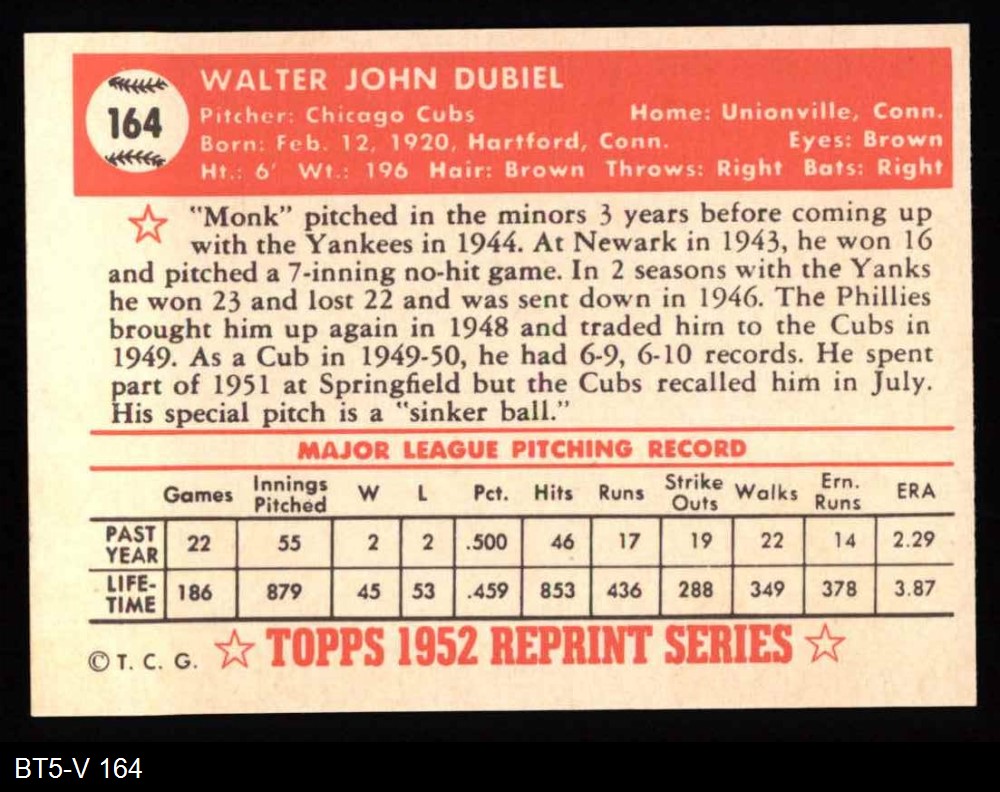 WALTER JOHN DUBIEL
164
Pitcher: Chicago Cubs Home: Unionville, Conn.
Born: Feb. 12, 1920, Hartford, Conn. Eyes: Brown
Ht.: 6' Wt.: 196 Hair: Brown Throws: Right Bats: Right
"Monk" pitched in the minors 3 years before coming up
with the Yankees in 1944. At Newark in 1943, he won 16
and pitched a 7-inning no-hit game. In 2 seasons with the Yanks
he won 23 and lost 22 and was sent down in 1946. The Phillies
brought him up again in 1948 and traded him to the Cubs in
1949. As a Cub in 1949-50, he had 6-9, 6-10 records. He spent
part of 1951 at Springfield but the Cubs recalled him in July.
His special pitch is a "sinker ball."
MAJOR LEAGUE PITCHING RECORD
Games Innings Pitched W L Pct. Hits Runs Strike Outs Walks Ern. Runs ERA
PAST YEAR 22 55 2 2 .500 46 17 19 22 14 2.29
LIFE-TIME 186 879 45 53 .459 853 436 288 349 378 3.87
© T. C. G. TOPPS 1952 REPRINT SERIES
BT5-V 164